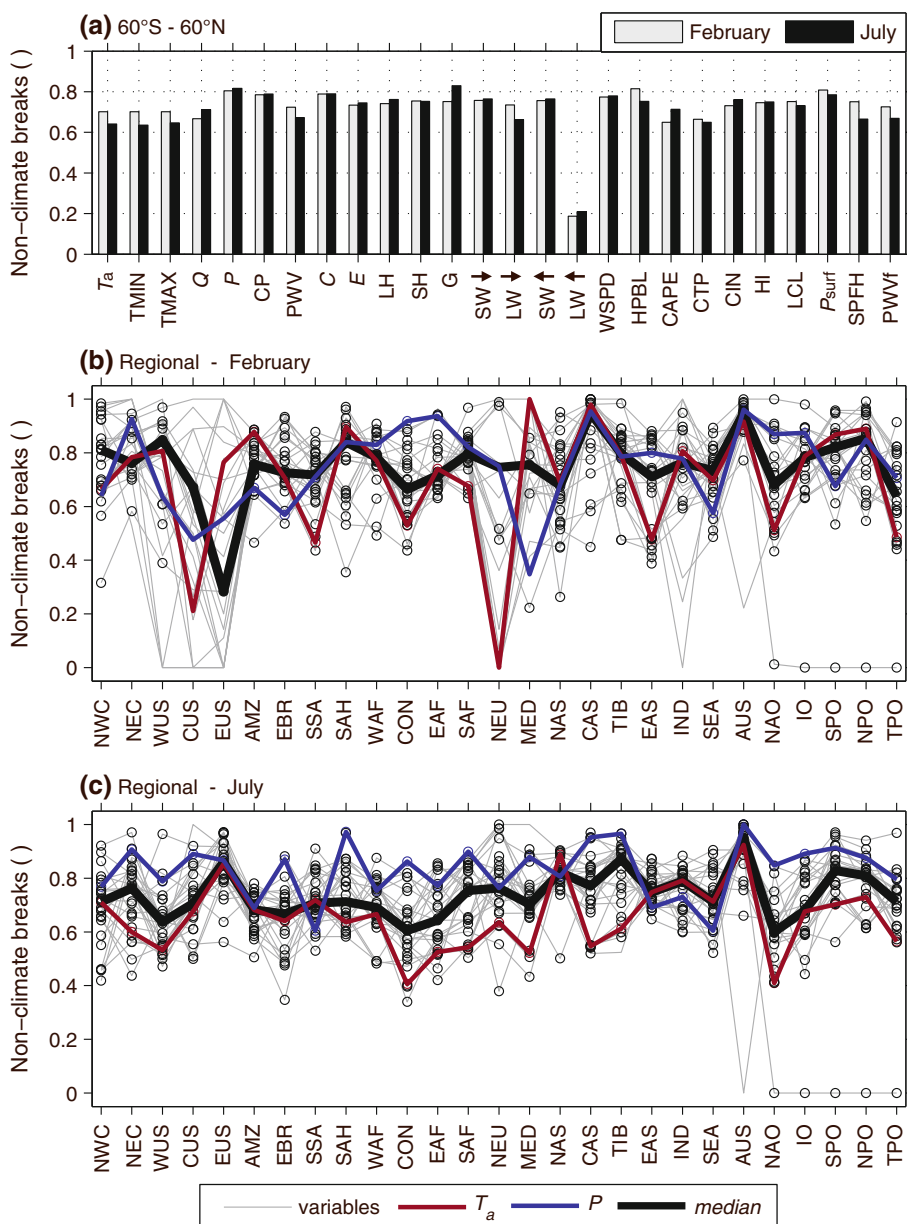 (a) 60°S - 60°N
February July
Non-climate breaks ( )
1
0.8
0.6
0.4
0.2
0
Ta TMIN TMAX Q P CP PWV C E LH SH G SW → LW → SW ← LW ← WSPD HPBL CAPE CTP CIN HI LCL Psurf SPFH PWVf
(b) Regional - February
Non-climate breaks ( )
1
0.8
0.6
0.4
0.2
0
NWC NEC WUS CUS EUS AMZ EBR SSA SAH WAF CON EAF SAF NEU MED NAS CAS TIB EAS IND SEA AUS NAO IO SPO NPO TPO
(c) Regional - July
Non-climate breaks ( )
1
0.8
0.6
0.4
0.2
0
NWC NEC WUS CUS EUS AMZ EBR SSA SAH WAF CON EAF SAF NEU MED NAS CAS TIB EAS IND SEA AUS NAO IO SPO NPO TPO
variables Ta P median